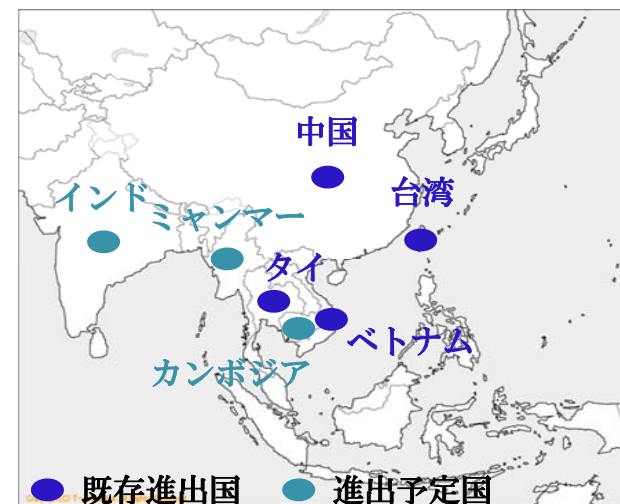 中国
台湾
インド
ミャンマー
タイ
ベトナム
カンボジア
既存進出国
進出予定国